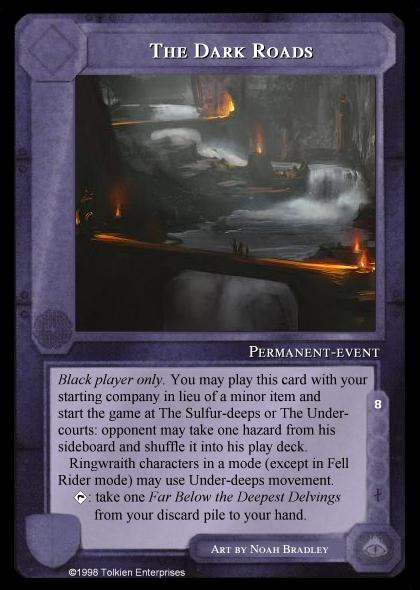 THE DARK ROADS
PERMANENT-EVENT
Black player only. You may play this card with your
starting company in lieu of a minor item and
start the game at The Sulfur-deeps or The Under-
courts: opponent may take one hazard from his
sideboard and shuffle it into his play deck.
Ringwraith characters in a mode (except in Fell
Rider mode) may use Under-deeps movement.
: take one Far Below the Deepest Delvings
from your discard pile to your hand.
8
ART BY NOAH BRADLEY
©1998 Tolkien Enterprises